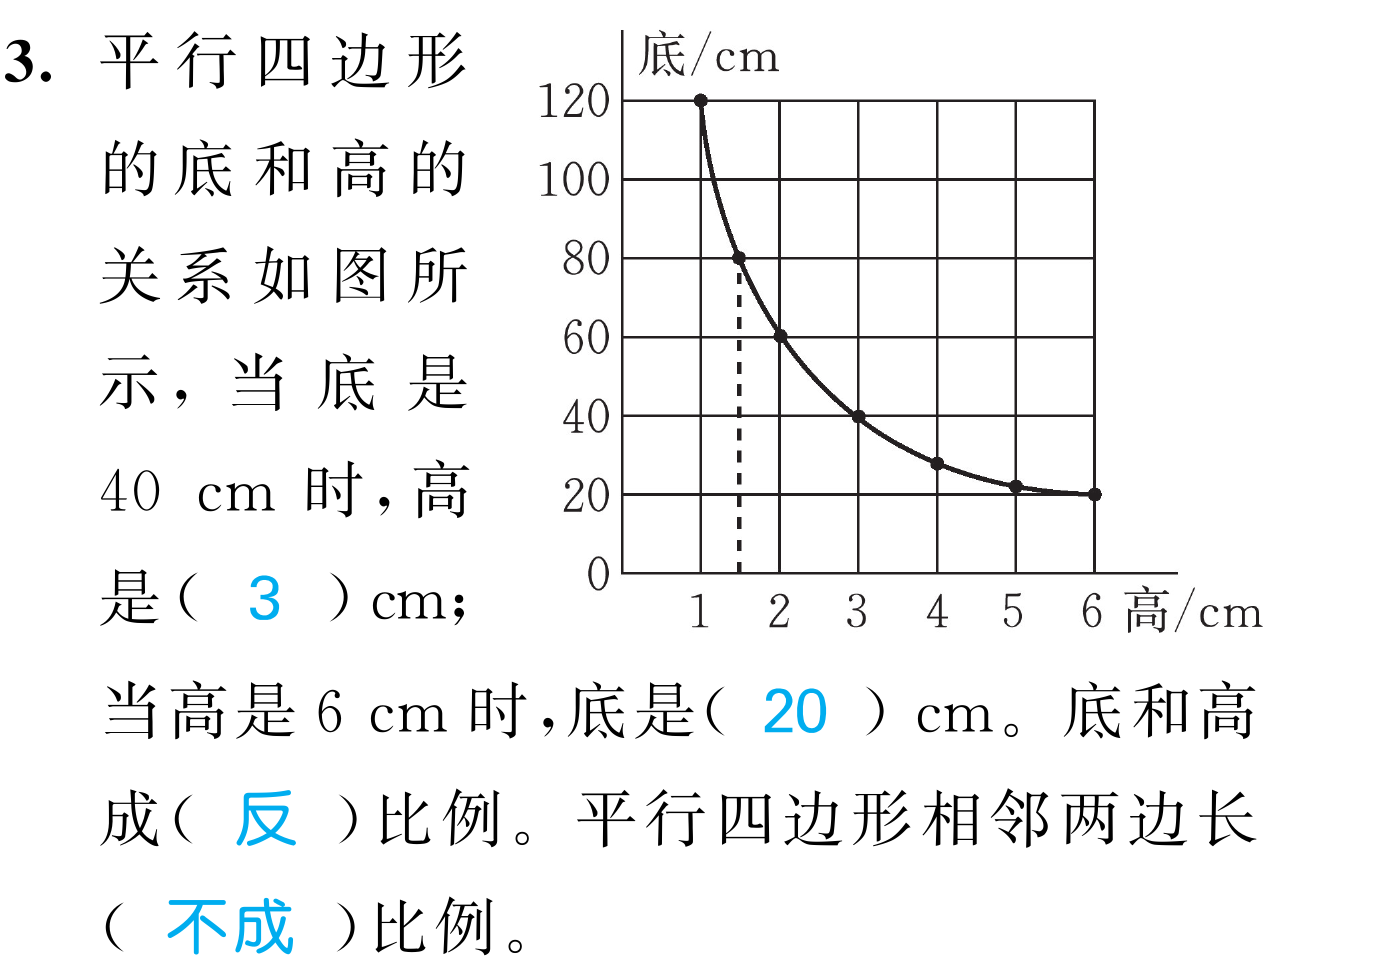 3. 平行四边形
的底和高的
关系如图所
示，当底是
40 cm 时，高
是（ 3 ）cm；
当高是 6 cm 时，底是（ 20 ）cm。底和高
成（ 反 ）比例。平行四边形相邻两边长
（ 不成 ）比例。
底/cm
120
100
80
60
40
20
0
1 2 3 4 5 6 高/cm